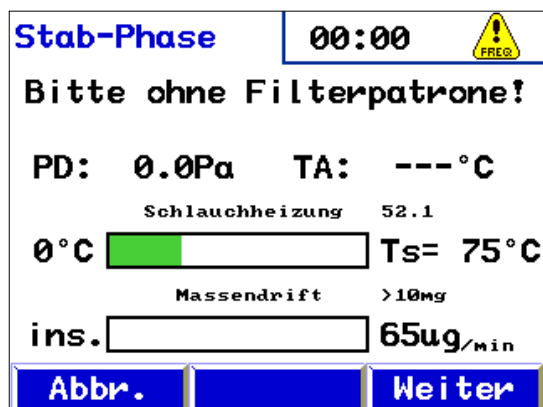 Stab-Phase 00:00 FREQ
Bitte ohne Filterpatrone!
PD: 0.0Pa TA: ---°C
Schlauchheizung 52.1
0°C Ts= 75°C
Massendrift >10mg
ins. 65ug/min
Abbr. Weiter